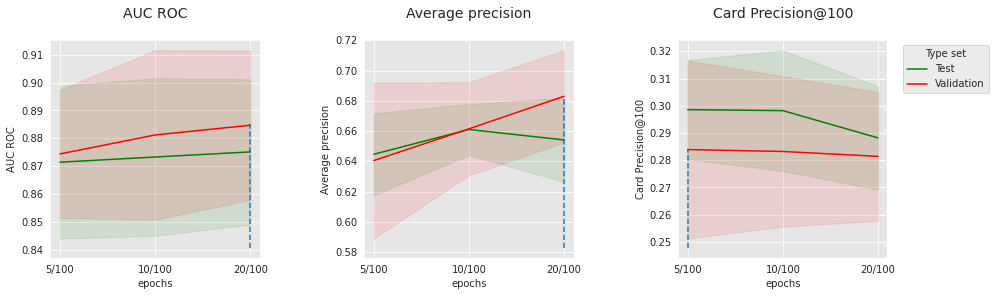 AUC ROC
AUC ROC
0.91
0.90
0.89
0.88
0.87
0.86
0.85
0.84
5/100
10/100
20/100
epochs
Average precision
Average precision
0.72
0.70
0.68
0.66
0.64
0.62
0.60
0.58
5/100
10/100
20/100
epochs
Card Precision@100
Card Precision@100
0.32
0.31
0.30
0.29
0.28
0.27
0.26
0.25
5/100
10/100
20/100
epochs
Type set
Test
Validation